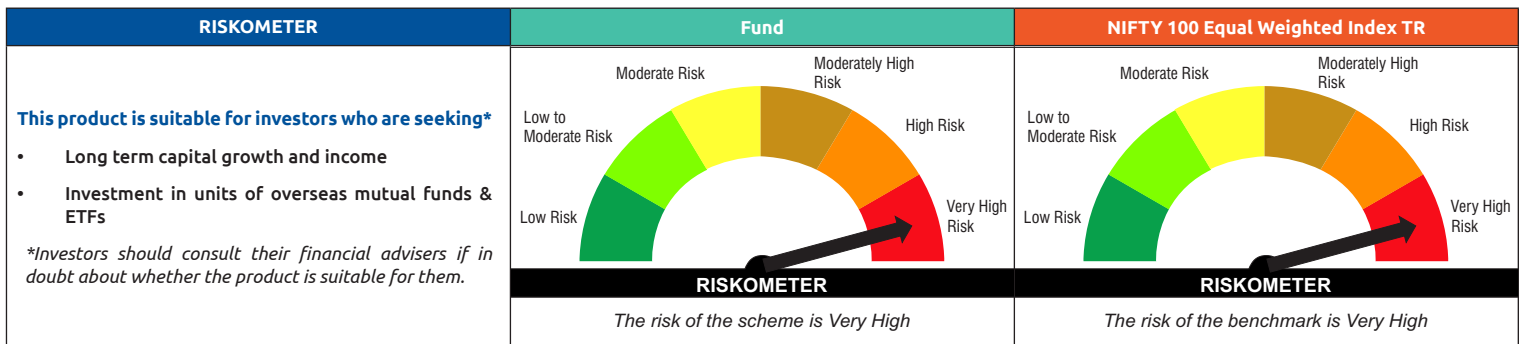 RISKOMETER
Fund
NIFTY 100 Equal Weighted Index TR
This product is suitable for investors who are seeking*
• Long term capital growth and income
• Investment in units of overseas mutual funds &
ETFs
*Investors should consult their financial advisers if in
doubt about whether the product is suitable for them.
Low Risk
Low to
Moderate Risk
Moderate Risk
Moderately High
Risk
High Risk
Very High
Risk
RISKOMETER
The risk of the scheme is Very High
Low Risk
Low to
Moderate Risk
Moderate Risk
Moderately High
Risk
High Risk
Very High
Risk
RISKOMETER
The risk of the benchmark is Very High